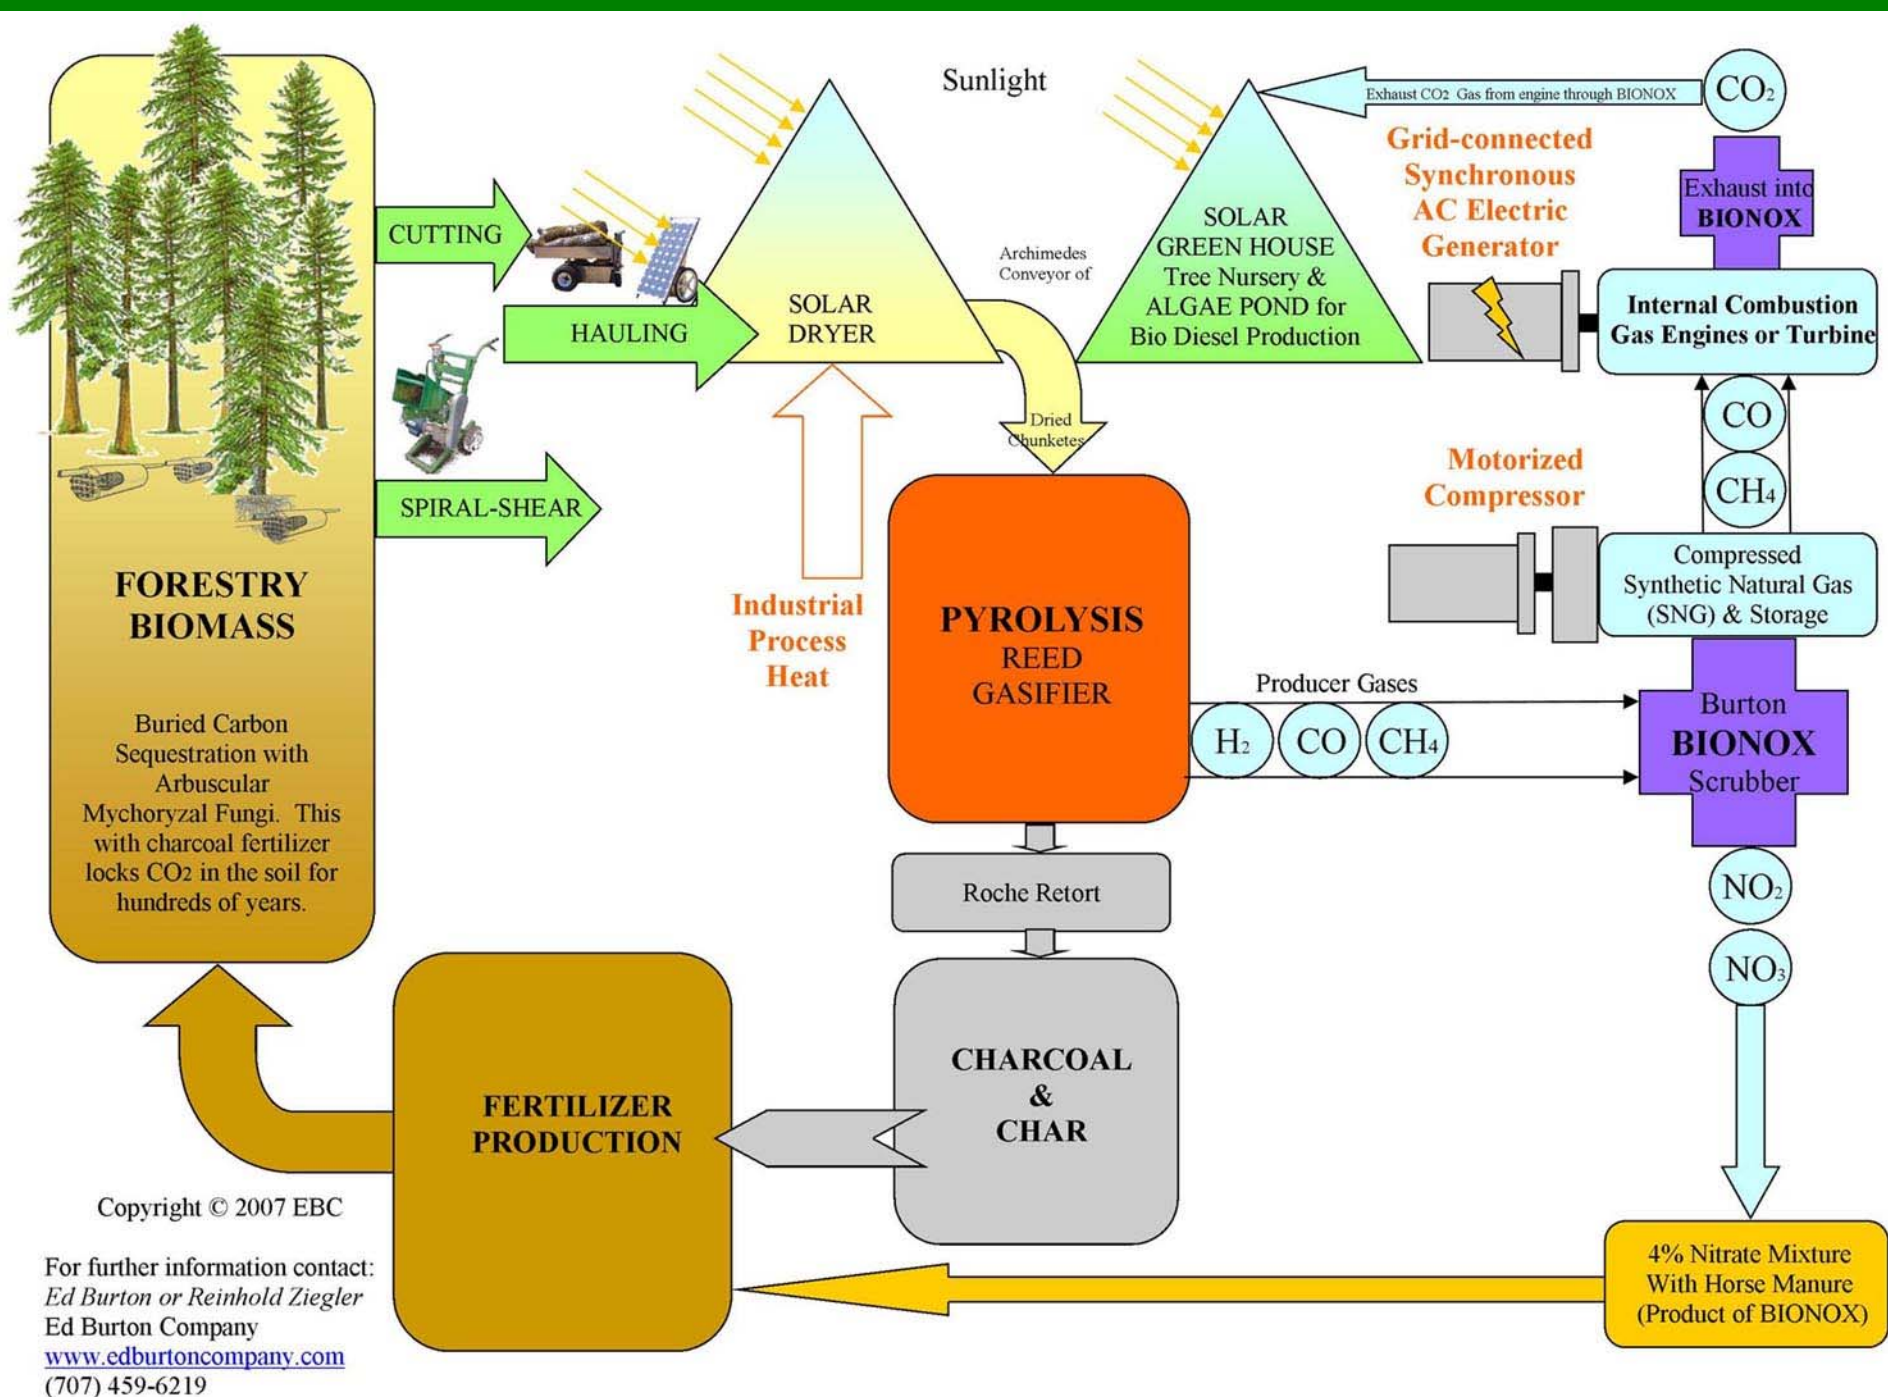 Sunlight
CO2
Exhaust CO2 Gas from engine through BIONOX
Grid-connected
Synchronous
AC Electric
Generator
Exhaust into
BIONOX
CUTTING
SOLAR
GREEN HOUSE
Tree Nursery &
ALGAE POND for
Bio Diesel Production
Archimedes
Conveyor of
HAULING
SOLAR
DRYER
Internal Combustion
Gas Engines or Turbine
Dried
Chunketes
CO
CH4
Motorized
Compressor
SPIRAL-SHEAR
Compressed
Synthetic Natural Gas
(SNG) & Storage
FORESTRY
BIOMASS
Industrial
Process
Heat
PYROLYSIS
REED
GASIFIER
Producer Gases
H2
CO
CH4
Burton
BIONOX
Scrubber
Buried Carbon
Sequestration with
Arbuscular
Mychoryzal Fungi. This
with charcoal fertilizer
locks CO2 in the soil for
hundreds of years.
Roche Retort
NO2
NO3
CHARCOAL
&
CHAR
FERTILIZER
PRODUCTION
4% Nitrate Mixture
With Horse Manure
(Product of BIONOX)
Copyright © 2007 EBC
For further information contact:
Ed Burton or Reinhold Ziegler
Ed Burton Company
www.edburtoncompany.com
(707) 459-6219